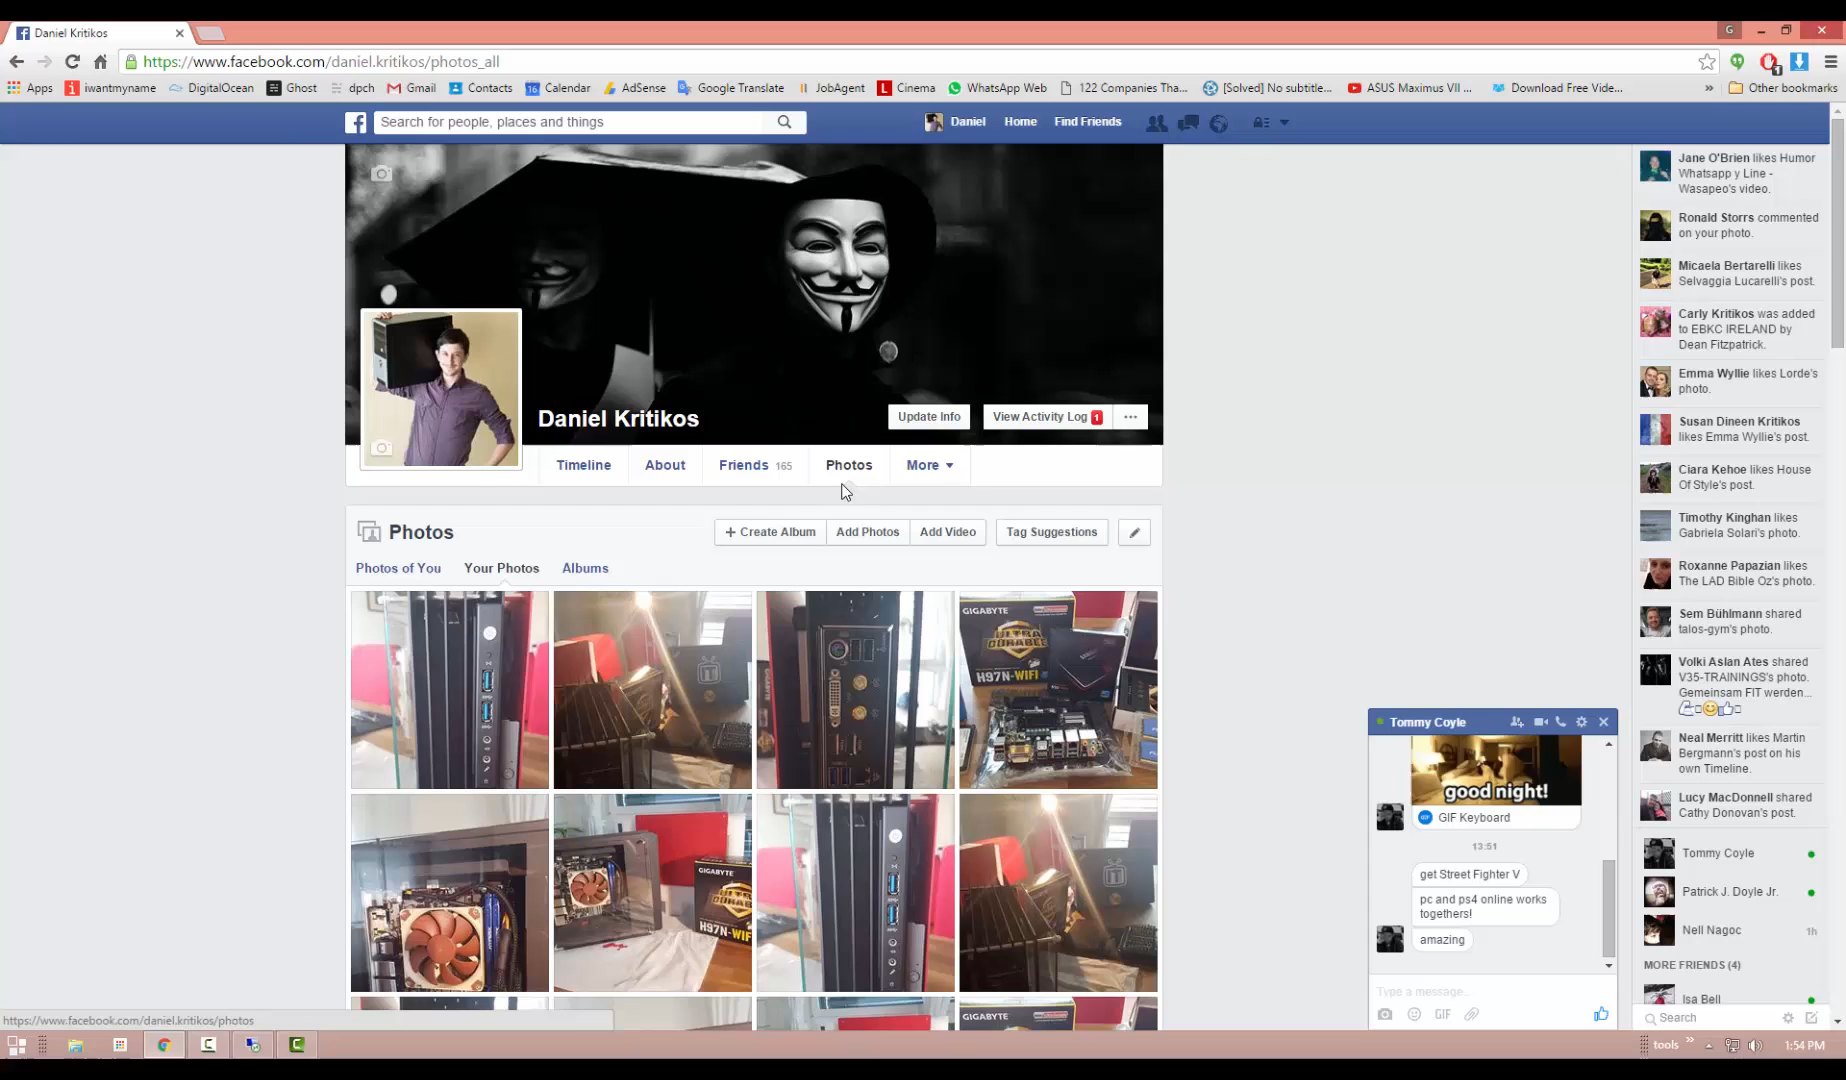 Daniel Kritikos
G
https://www.facebook.com/daniel.kritikos/photos_all
1
Apps iwantmyname DigitalOcean Ghost dpch Gmail Contacts 16 Calendar AdSense Google Translate JobAgent Cinema WhatsApp Web 122 Companies Tha... [Solved] No subtitle... ASUS Maximus VII ... Download Free Vide... » Other bookmarks
Search for people, places and things
Daniel Home Find Friends
Daniel Kritikos
Update Info View Activity Log 1 ...
Timeline About Friends 165 Photos More
Photos
+ Create Album Add Photos Add Video Tag Suggestions
Photos of You Your Photos Albums
GIGABYTE
ULTRA
DURABLE
H97N-WIFI
GIGABYTE
H97N-WIFI
GIGABYTE
Jane O'Brien likes Humor
Whatsapp y Line -
Wasapeo's video.
Ronald Storrs commented
on your photo.
Micaela Bertarelli likes
Selvaggia Lucarelli's post.
Carly Kritikos was added
to EBKC IRELAND by
Dean Fitzpatrick.
Emma Wyllie likes Lorde's
photo.
Susan Dineen Kritikos
likes Emma Wyllie's post.
Ciara Kehoe likes House
Of Style's post.
Timothy Kinghan likes
Gabriela Solari's photo.
Roxanne Papazian likes
The LAD Bible Oz's photo.
Sem Bühlmann shared
talos-gym's photo.
Volki Aslan Ates shared
V35-TRAININGS's photo.
Gemeinsam FIT werden...
Neal Merritt likes Martin
Bergmann's post on his
own Timeline.
Lucy MacDonnell shared
Cathy Donovan's post.
Tommy Coyle
Patrick J. Doyle Jr.
Nell Nagoc 1h
MORE FRIENDS (4)
Isa Bell
Search
Tommy Coyle
good night!
GIF Keyboard
13:51
get Street Fighter V
pc and ps4 online works
togethers!
amazing
Type a message...
GIF
https://www.facebook.com/daniel.kritikos/photos
tools » 1:54 PM